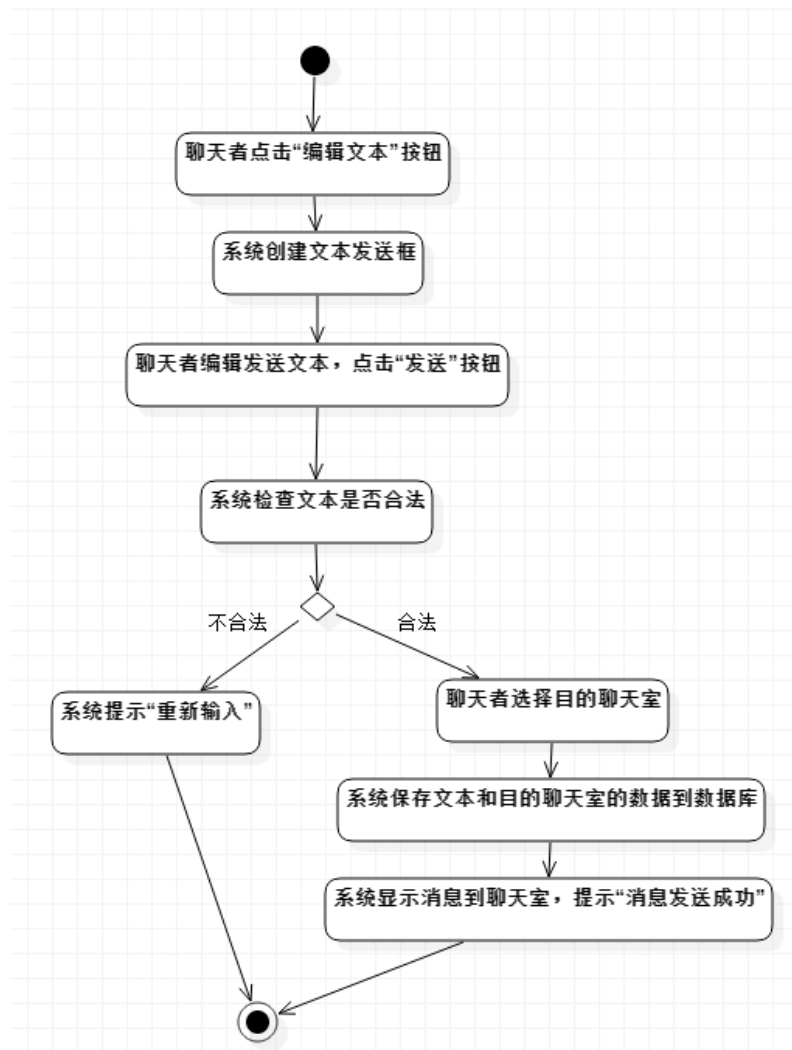 聊天者点击“编辑文本”按钮
系统创建文本发送框
聊天者编辑发送文本，点击“发送”按钮
系统检查文本是否合法
不合法
合法
系统提示“重新输入”
聊天者选择目的聊天室
系统保存文本和目的聊天室的数据到数据库
系统显示消息到聊天室，提示“消息发送成功”